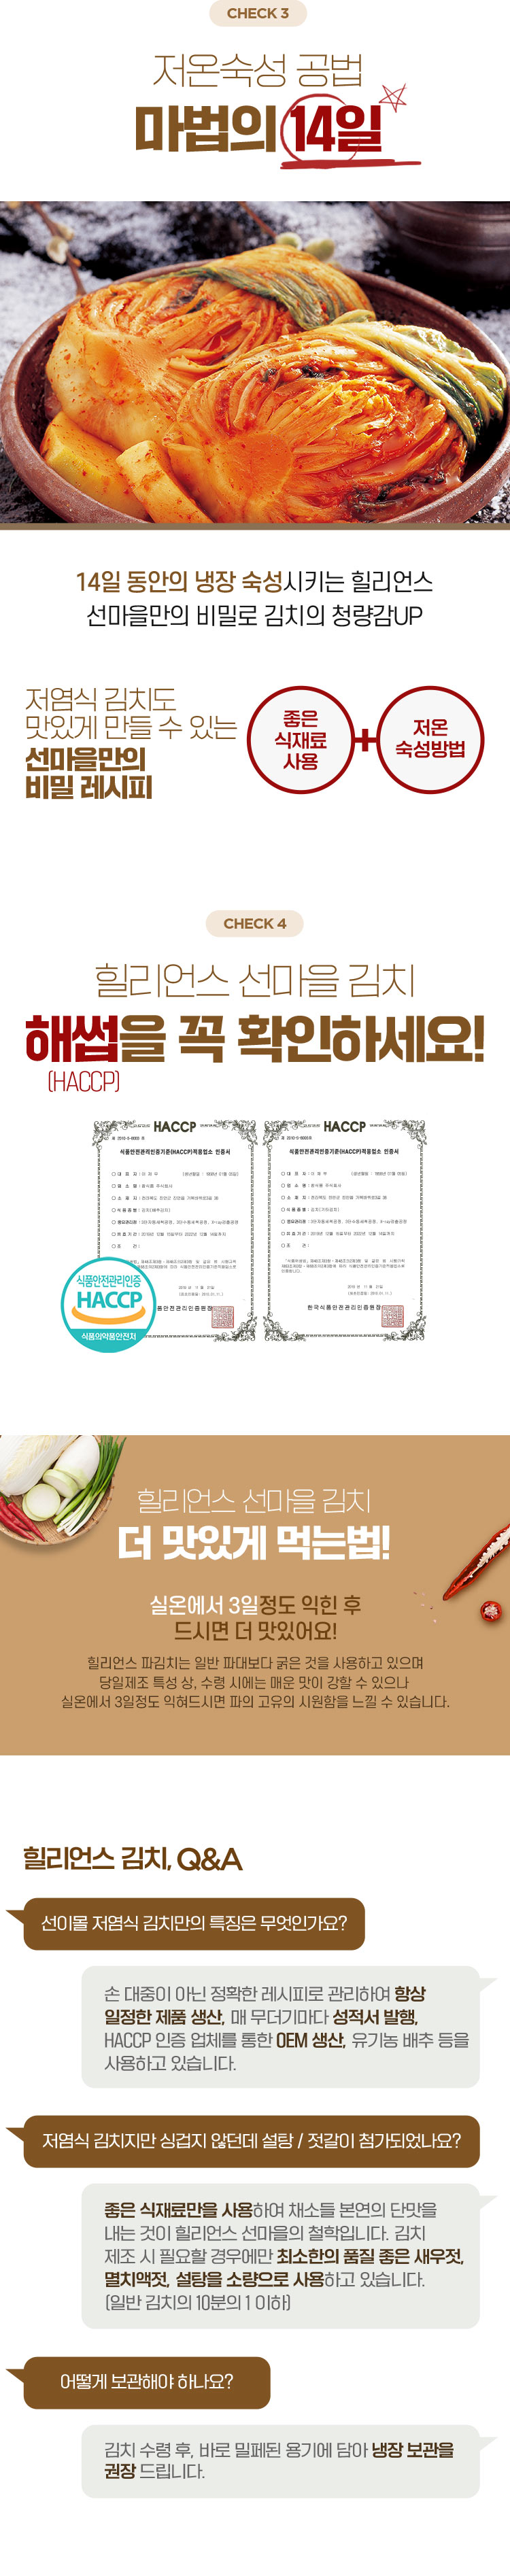 CHECK 3
저온숙성 공법
마법의 14일
14일 동안의 냉장 숙성시키는 힐리언스
선마을만의 비밀로 김치의 청량감UP
저염식 김치도
맛있게 만들 수 있는
선마을만의
비밀 레시피
좋은
식재료
사용
+
저온
숙성방법
CHECK 4
힐리언스 선마을 김치
해썹을 꼭 확인하세요!
(HACCP)
HACCP
식품안전관리인증기준(HACCP)적용업소 인증서
HACCP
식품안전관리인증기준(HACCP)적용업소 인증서
식품안전관리인증
HACCP
식품의약품안전처
한국식품안전관리인증원장
힐리언스 선마을 김치
더 맛있게 먹는법!
실온에서 3일정도 익힌 후
드시면 더 맛있어요!
힐리언스 파김치는 일반 파대보다 굵은 것을 사용하고 있으며
당일제조 특성 상, 수령 시에는 매운 맛이 강할 수 있으나
실온에서 3일정도 익혀드시면 파의 고유의 시원함을 느낄 수 있습니다.
힐리언스 김치, Q&A
선이몰 저염식 김치만의 특징은 무엇인가요?
손 대중이 아닌 정확한 레시피로 관리하여 항상
일정한 제품 생산, 매 무더기마다 성적서 발행,
HACCP 인증 업체를 통한 OEM 생산, 유기농 배추 등을
사용하고 있습니다.
저염식 김치지만 싱겁지 않던데 설탕 / 젓갈이 첨가되었나요?
좋은 식재료만을 사용하여 채소들 본연의 단맛을
내는 것이 힐리언스 선마을의 철학입니다. 김치
제조 시 필요할 경우에만 최소한의 품질 좋은 새우젓,
멸치액젓, 설탕을 소량으로 사용하고 있습니다.
(일반 김치의 10분의 1 이하)
어떻게 보관해야 하나요?
김치 수령 후, 바로 밀폐된 용기에 담아 냉장 보관을
권장 드립니다.